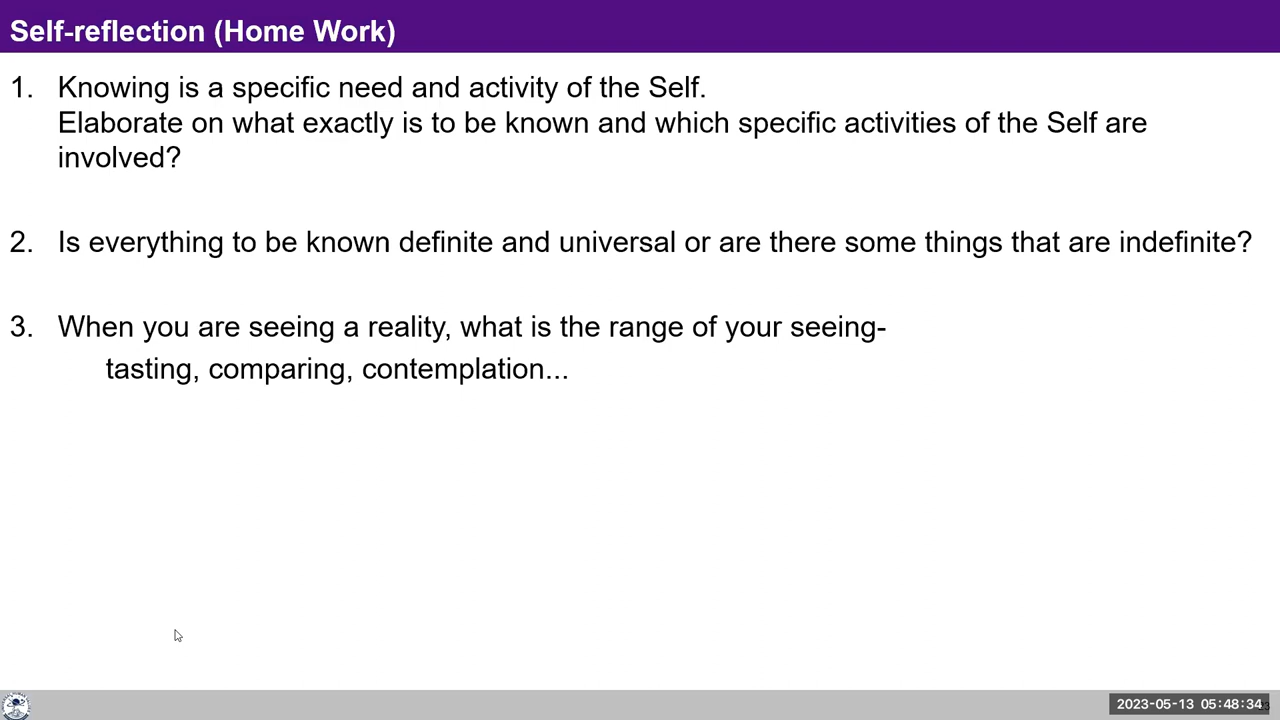 Self-reflection (Home Work)
1. Knowing is a specific need and activity of the Self.
Elaborate on what exactly is to be known and which specific activities of the Self are
involved?
2. Is everything to be known definite and universal or are there some things that are indefinite?
3. When you are seeing a reality, what is the range of your seeing-
tasting, comparing, contemplation...
2023-05-13 05:48:34